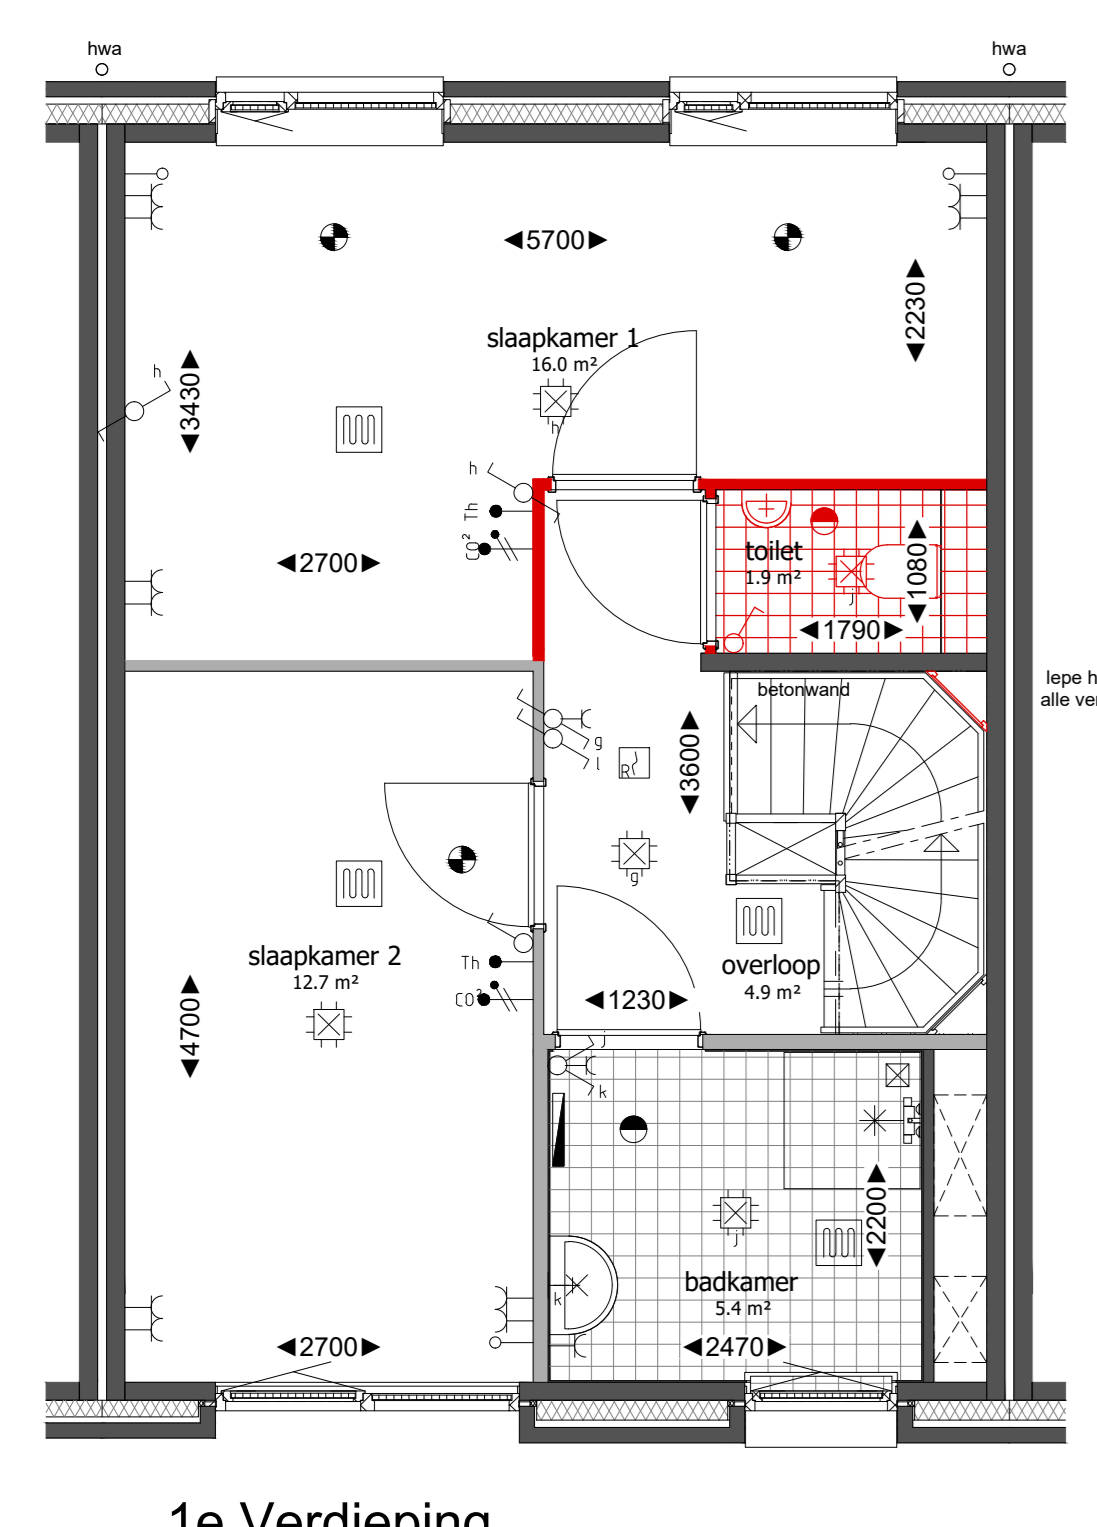 hwa
hwa
5700
2230
slaapkamer 1
16.0 m²
h
3430
h
h
Th
CO²
2700
toilet
1.9 m²
1080
j
1790
betonwand
Iepe h
alle ver
g
l
3600
R
g
slaapkamer 2
12.7 m²
overloop
4.9 m²
Th
CO²
1230
4700
j
k
2200
j
badkamer
5.4 m²
k
2700
2470
1e Verdieping